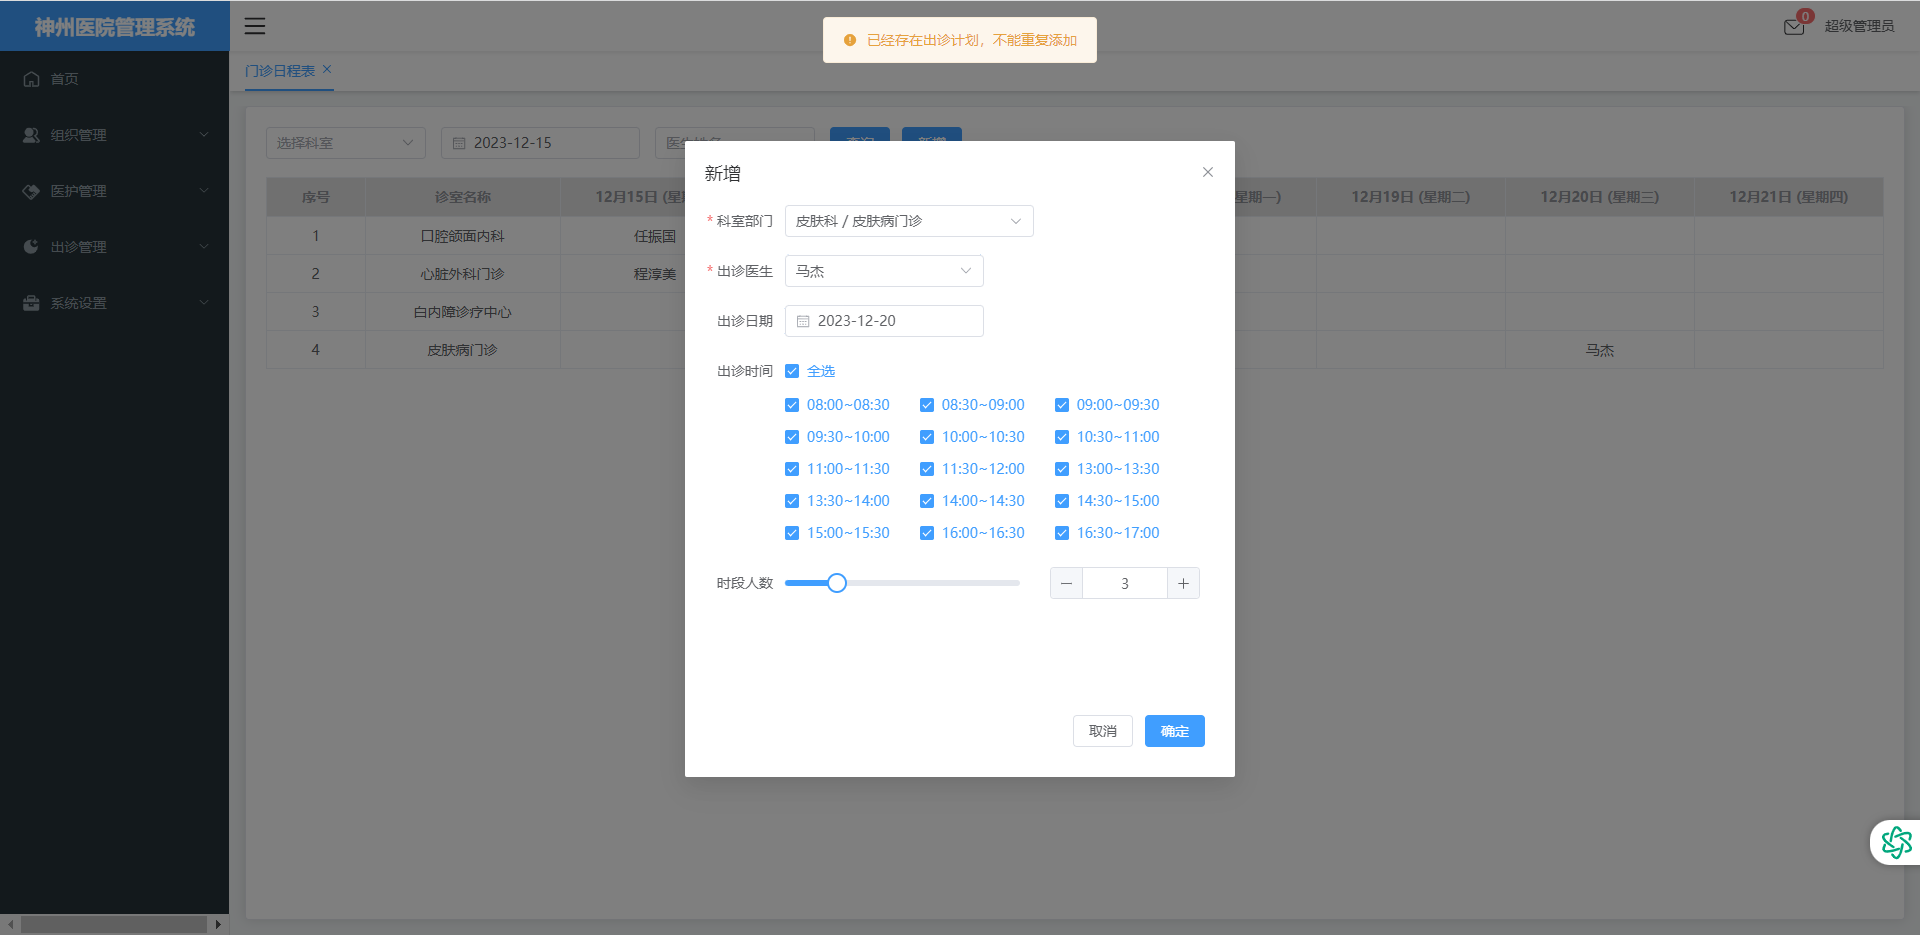 神州医院管理系统
已经存在出诊计划，不能重复添加
0
超级管理员
首页
组织管理
医护管理
出诊管理
系统设置
门诊日程表
选择科室
2023-12-15
序号 诊室名称 12月15日 (星 星期一) 12月19日 (星期二) 12月20日 (星期三) 12月21日 (星期四)
1 口腔颌面内科 任振国
2 心脏外科门诊 程淳美
3 白内障诊疗中心
4 皮肤病门诊 马杰
新增
* 科室部门 皮肤科 / 皮肤病门诊
* 出诊医生 马杰
出诊日期 2023-12-20
出诊时间 全选
08:00~08:30 08:30~09:00 09:00~09:30
09:30~10:00 10:00~10:30 10:30~11:00
11:00~11:30 11:30~12:00 13:00~13:30
13:30~14:00 14:00~14:30 14:30~15:00
15:00~15:30 16:00~16:30 16:30~17:00
时段人数 3
取消 确定